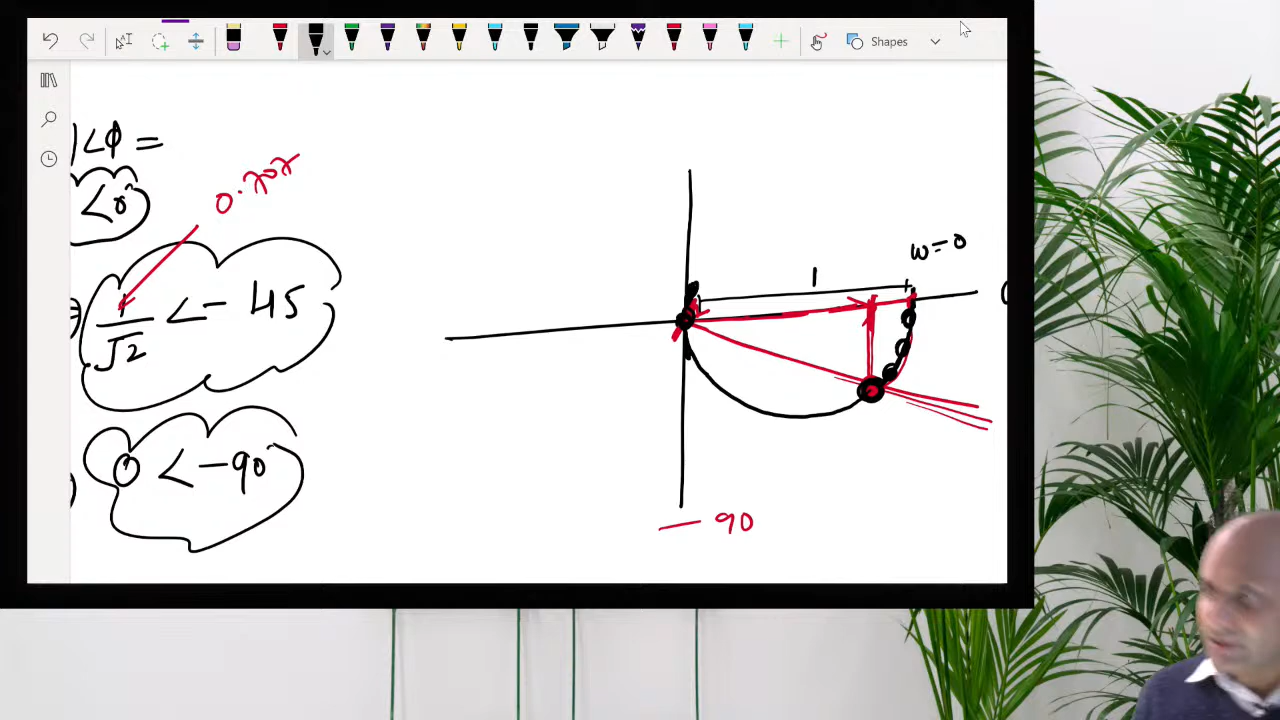 Shapes
|<φ =
<0°
0.707
1/√2 <- 45
0 <-90°
w=0
1
-90